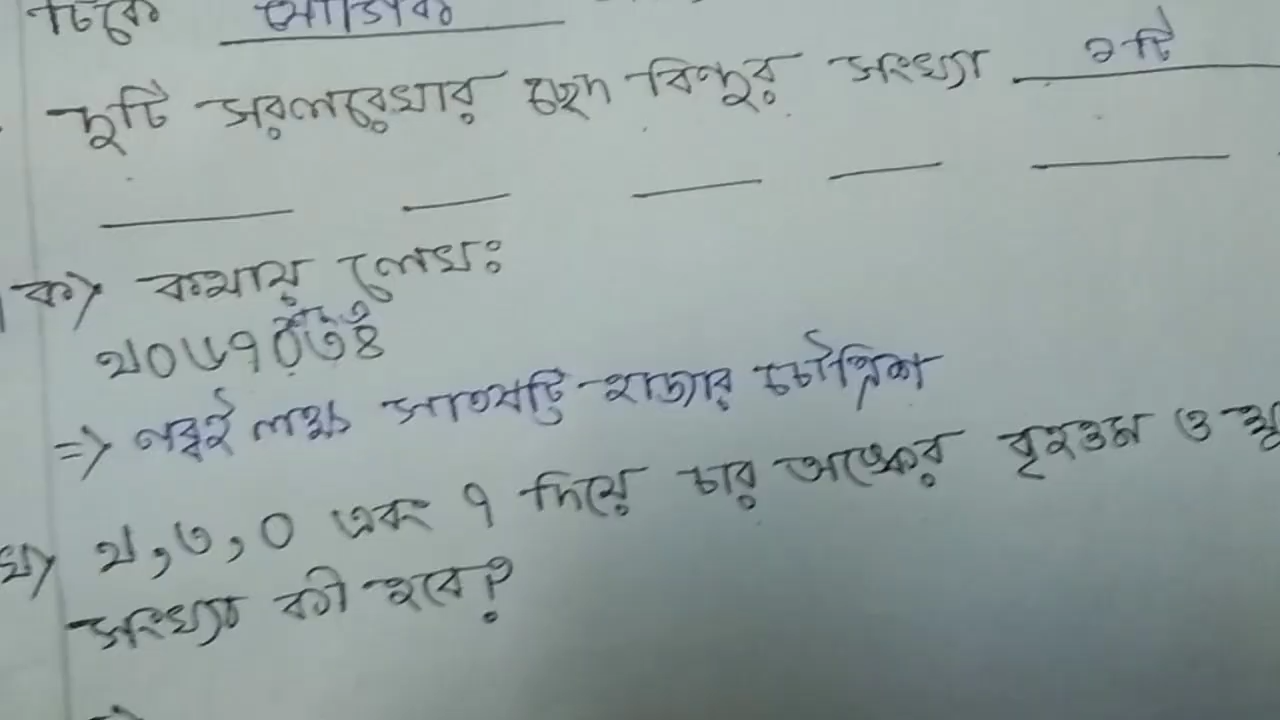 দুটি সরলরেখার ছেদ বিন্দুর সংখ্যা ১টি
ক) কথায় লেখঃ
৯০৬৭০৩৪
=> নব্বই লক্ষ সাতষট্টি হাজার চৌত্রিশ
খ) ৯,৩,০ এবং ৭ দিয়ে চার অঙ্কের বৃহত্তম ও
সংখ্যা কী হবে?